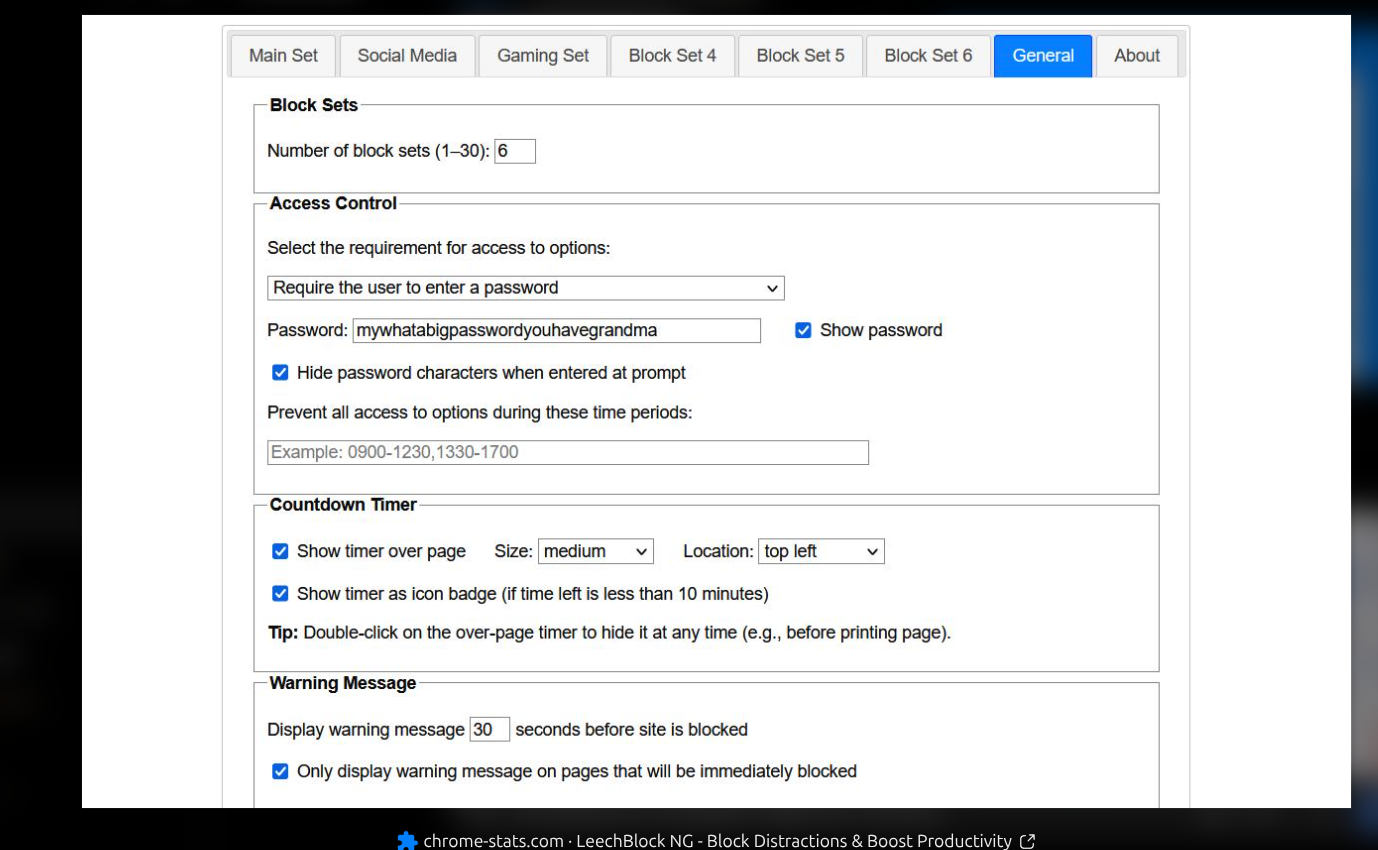 Main Set Social Media Gaming Set Block Set 4 Block Set 5 Block Set 6 General About
Block Sets
Number of block sets (1–30): 6
Access Control
Select the requirement for access to options:
Require the user to enter a password
Password: mywhatabigpasswordyouhavegrandma Show password
Hide password characters when entered at prompt
Prevent all access to options during these time periods:
Example: 0900-1230,1330-1700
Countdown Timer
Show timer over page Size: medium Location: top left
Show timer as icon badge (if time left is less than 10 minutes)
Tip: Double-click on the over-page timer to hide it at any time (e.g., before printing page).
Warning Message
Display warning message 30 seconds before site is blocked
Only display warning message on pages that will be immediately blocked
chrome-stats.com · LeechBlock NG - Block Distractions & Boost Productivity